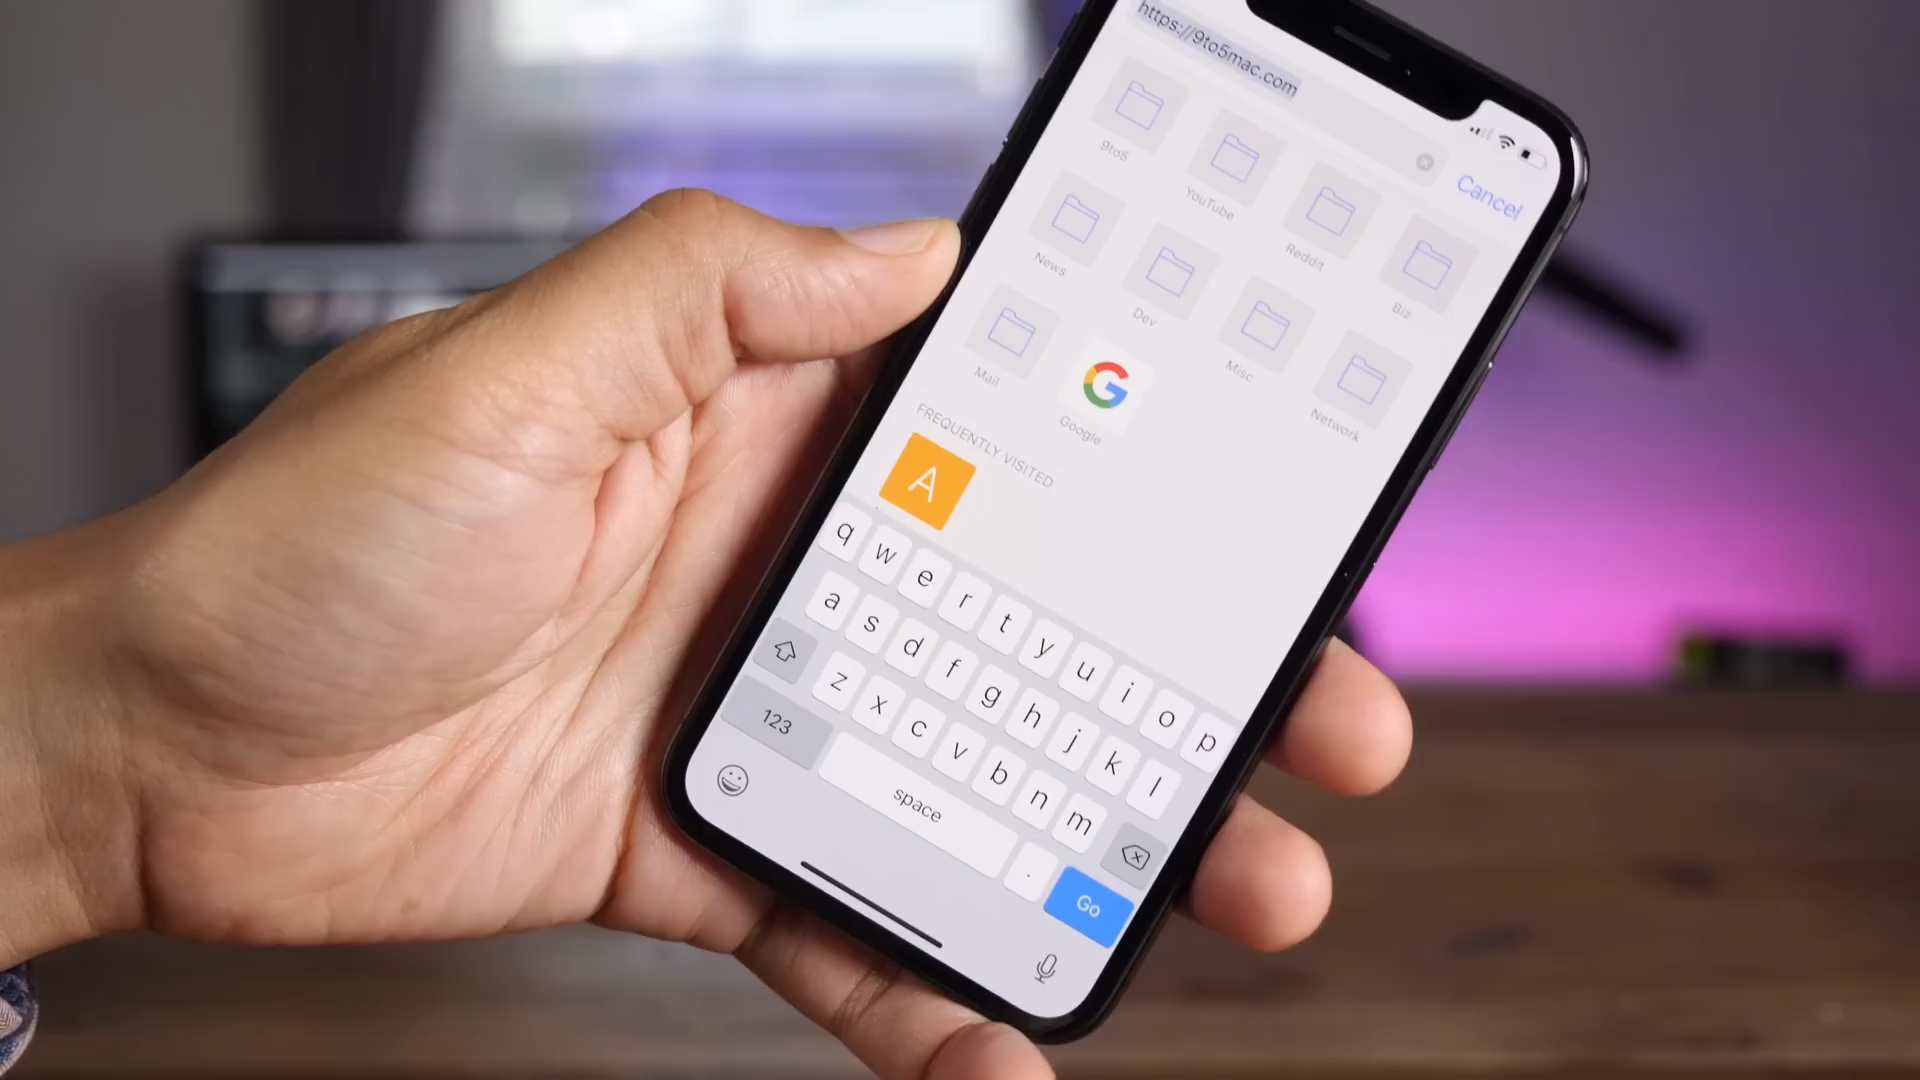 https://9to5mac.com
Cancel
9to5
YouTube
Reddit
Biz
News
Dev
Misc
Network
Mail
Google
FREQUENTLY VISITED
A
q w e r t y u i o p
a s d f g h j k l
z x c v b n m
123
space
.
Go